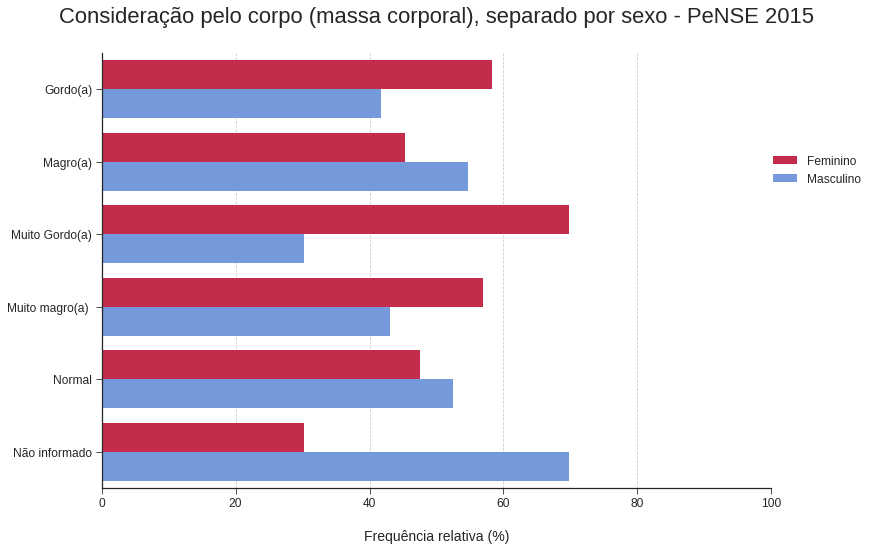 Consideração pelo corpo (massa corporal), separado por sexo - PeNSE 2015
Gordo(a)
Magro(a)
Muito Gordo(a)
Muito magro(a)
Normal
Não informado
Feminino
Masculino
0 20 40 60 80 100
Frequência relativa (%)